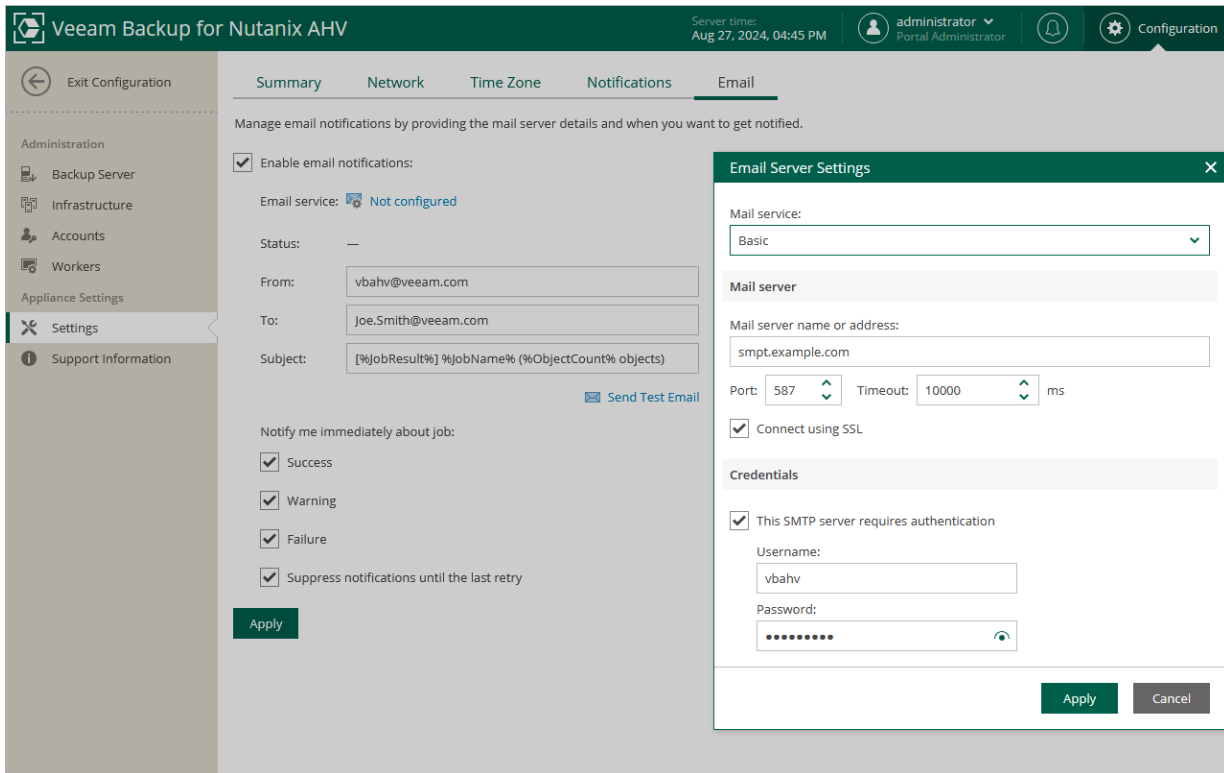 Veeam Backup for Nutanix AHV
Server time:
Aug 27, 2024, 04:45 PM
administrator
Portal Administrator
Configuration
Exit Configuration
Administration
Backup Server
Infrastructure
Accounts
Workers
Appliance Settings
Settings
Support Information
Summary Network Time Zone Notifications Email
Manage email notifications by providing the mail server details and when you want to get notified.
Enable email notifications:
Email service: Not configured
Status: —
From: vbahv@veeam.com
To: Joe.Smith@veeam.com
Subject: [%JobResult%] %JobName% (%ObjectCount% objects)
Send Test Email
Notify me immediately about job:
Success
Warning
Failure
Suppress notifications until the last retry
Apply
Email Server Settings
Mail service:
Basic
Mail server
Mail server name or address:
smpt.example.com
Port: 587 Timeout: 10000 ms
Connect using SSL
Credentials
This SMTP server requires authentication
Username:
vbahv
Password:
•••••••••
Apply Cancel